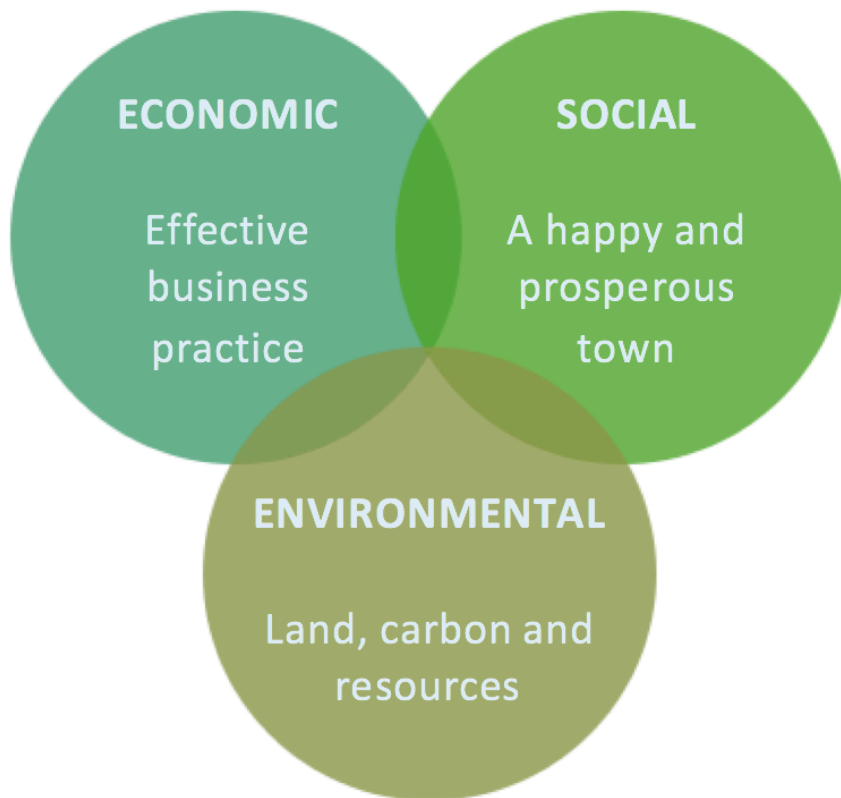 ECONOMIC
Effective
business
practice
SOCIAL
A happy and
prosperous
town
ENVIRONMENTAL
Land, carbon and
resources